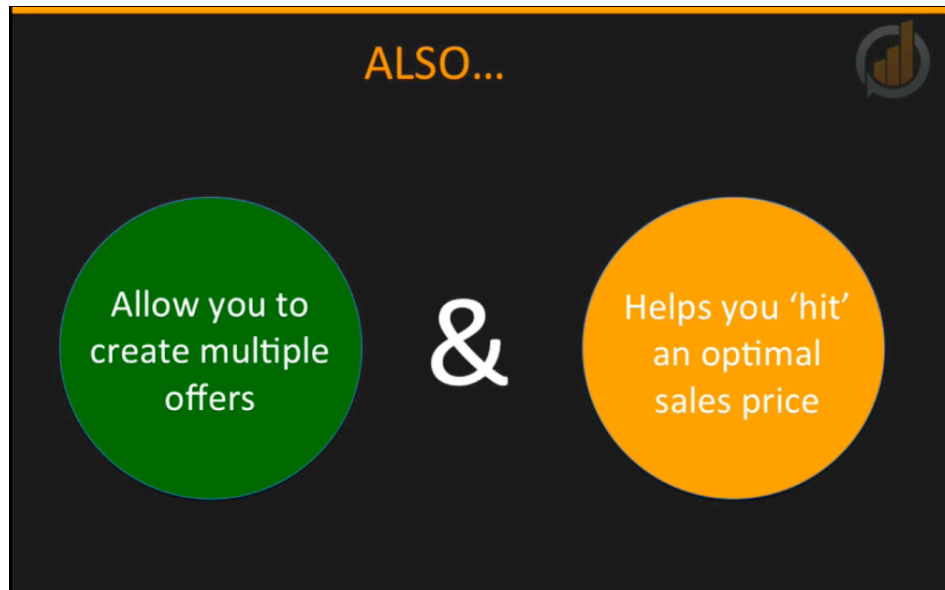 ALSO...
Allow you to
create multiple
offers
&
Helps you ‘hit’
an optimal
sales price